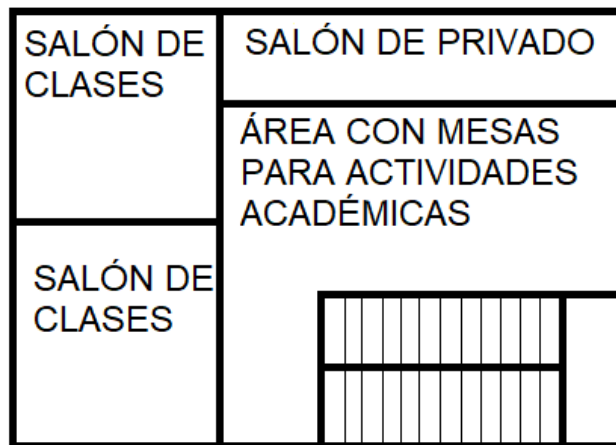 SALÓN DE
CLASES
SALÓN DE PRIVADO
ÁREA CON MESAS
PARA ACTIVIDADES
ACADÉMICAS
SALÓN DE
CLASES